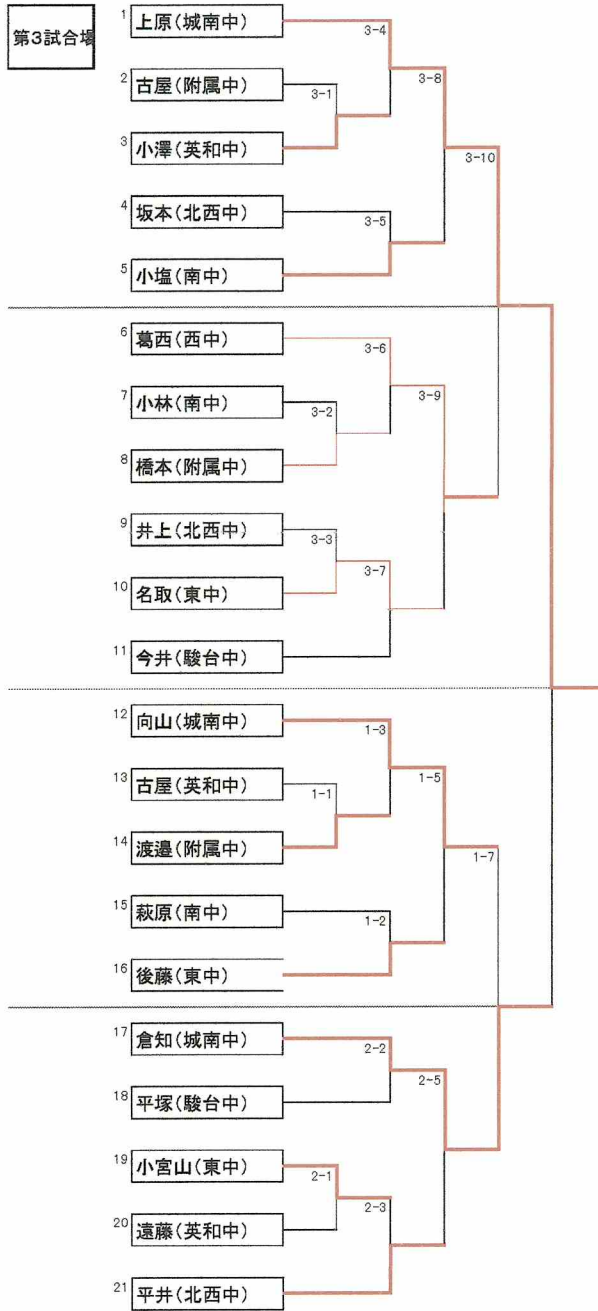 第3試合場
1 上原(城南中)
3-4
2 古屋(附属中)
3-1
3-8
3 小澤(英和中)
3-10
4 坂本(北西中)
3-5
5 小塩(南中)
6 葛西(西中)
3-6
7 小林(南中)
3-2
3-9
8 橋本(附属中)
9 井上(北西中)
3-3
3-7
10 名取(東中)
11 今井(駿台中)
12 向山(城南中)
1-3
13 古屋(英和中)
1-1
1-5
14 渡邉(附属中)
1-7
15 萩原(南中)
1-2
16 後藤(東中)
17 倉知(城南中)
2-2
2-5
18 平塚(駿台中)
19 小宮山(東中)
2-1
2-3
20 遠藤(英和中)
21 平井(北西中)